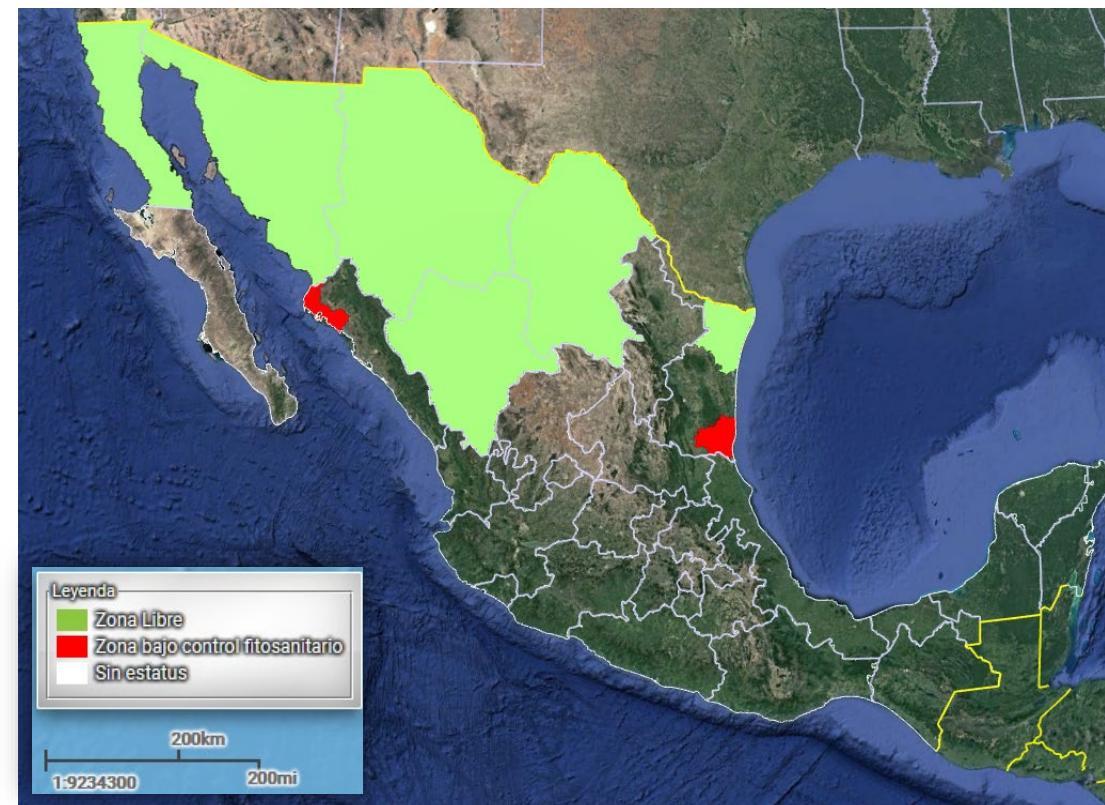 Leyenda
Zona Libre
Zona bajo control fitosanitario
Sin estatus
200km
1:9234300
200mi